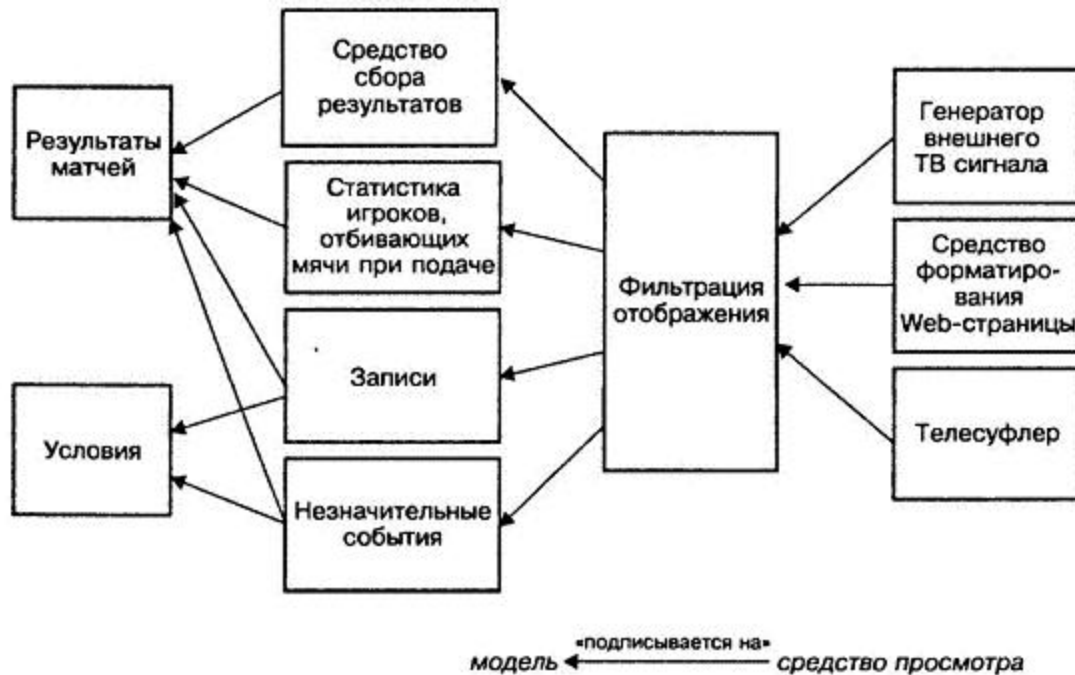 Результаты
матчей
Условия
Средство
сбора
результатов
Статистика
игроков,
отбивающих
мячи при подаче
Записи
Незначительные
события
Фильтрация
отображения
Генератор
внешнего
ТВ сигнала
Средство
форматиро-
вания
Web-страницы
Телесуфлер
«подписывается на»
модель средство просмотра